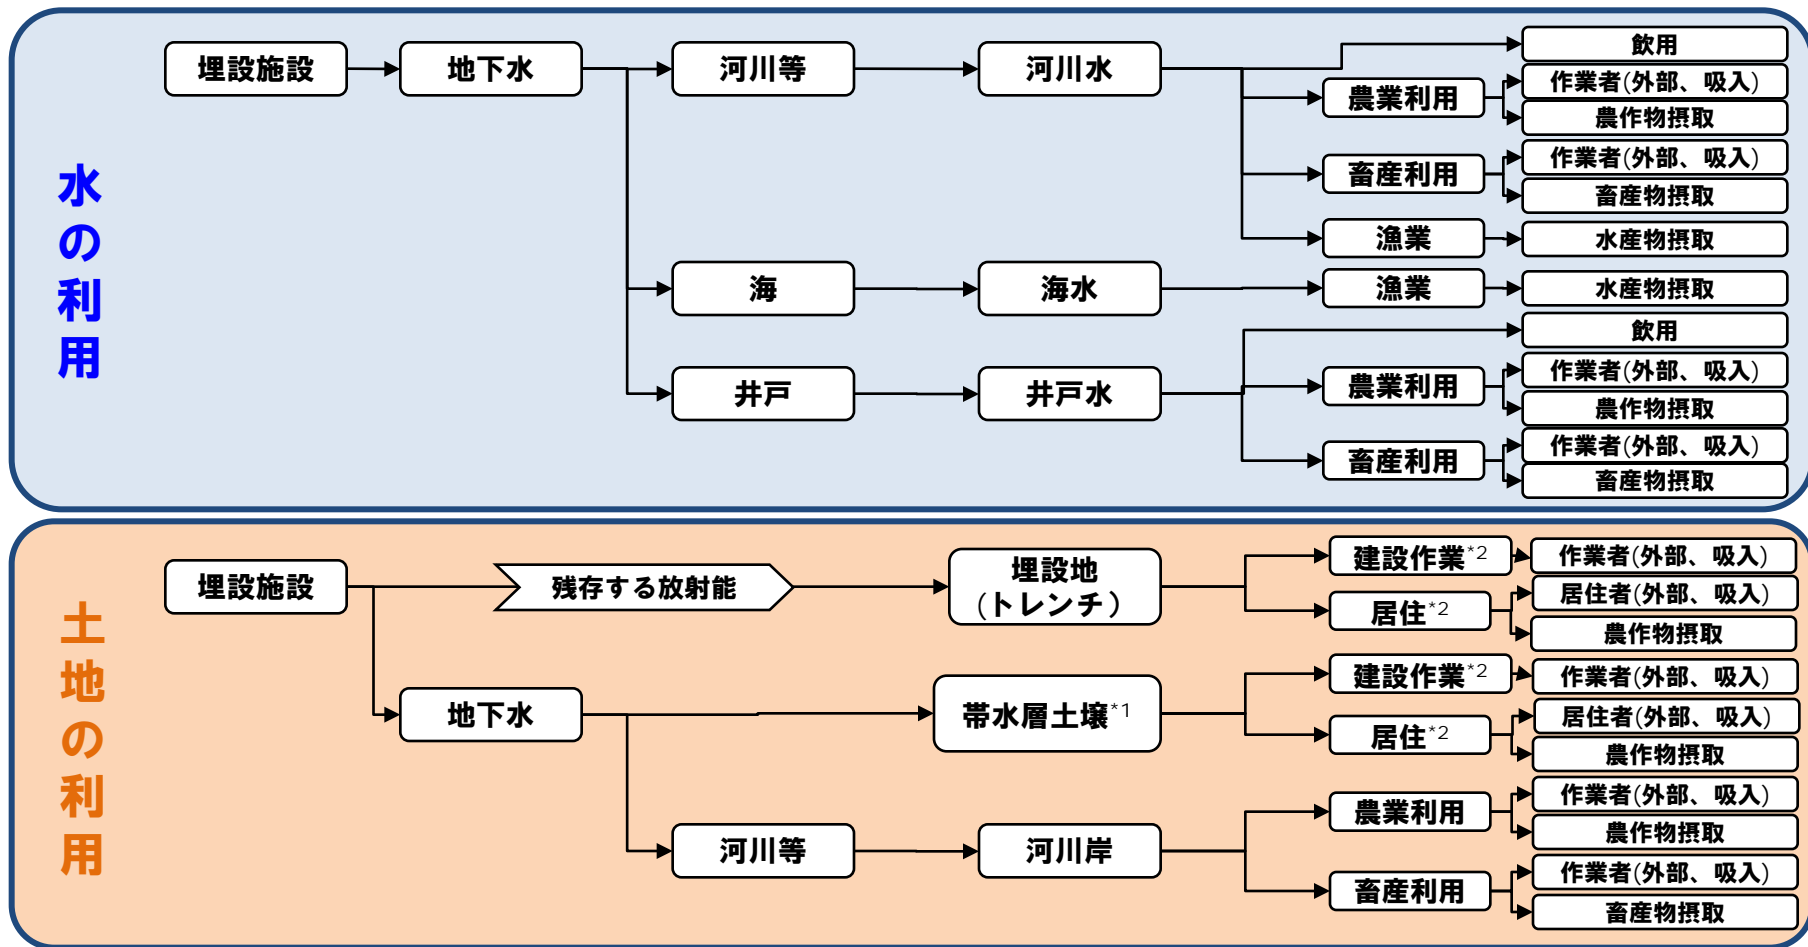 水の利用
埋設施設
地下水
河川等
河川水
飲用
農業利用
作業者(外部、吸入)
農作物摂取
畜産利用
作業者(外部、吸入)
畜産物摂取
漁業
水産物摂取
海
海水
漁業
水産物摂取
井戸
井戸水
飲用
農業利用
作業者(外部、吸入)
農作物摂取
畜産利用
作業者(外部、吸入)
畜産物摂取
土地の利用
埋設施設
残存する放射能
埋設地
(トレンチ)
建設作業*2
作業者(外部、吸入)
居住*2
居住者(外部、吸入)
農作物摂取
地下水
帯水層土壌*1
建設作業*2
作業者(外部、吸入)
居住*2
居住者(外部、吸入)
農作物摂取
河川等
河川岸
農業利用
作業者(外部、吸入)
農作物摂取
畜産利用
作業者(外部、吸入)
畜産物摂取